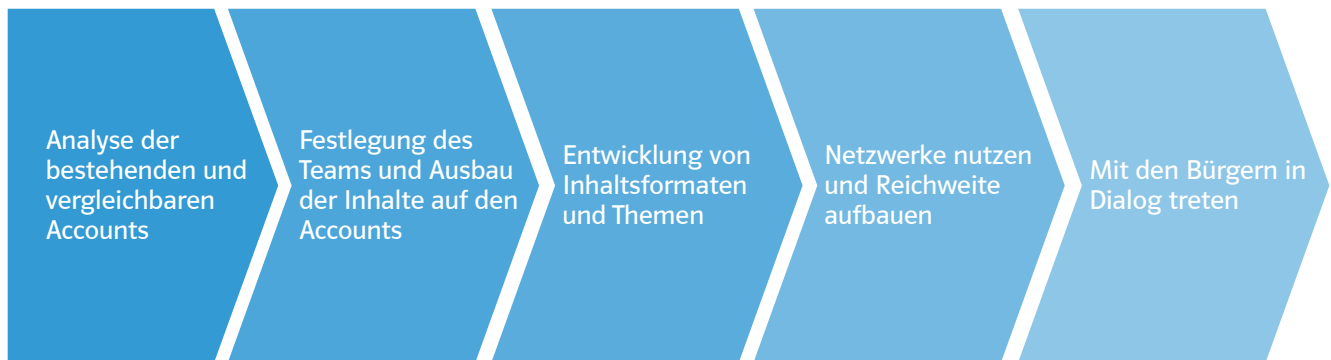 Analyse der
bestehenden und
vergleichbaren
Accounts
Festlegung des
Teams und Ausbau
der Inhalte auf den
Accounts
Entwicklung von
Inhaltsformaten
und Themen
Netzwerke nutzen
und Reichweite
aufbauen
Mit den Bürgern in
Dialog treten